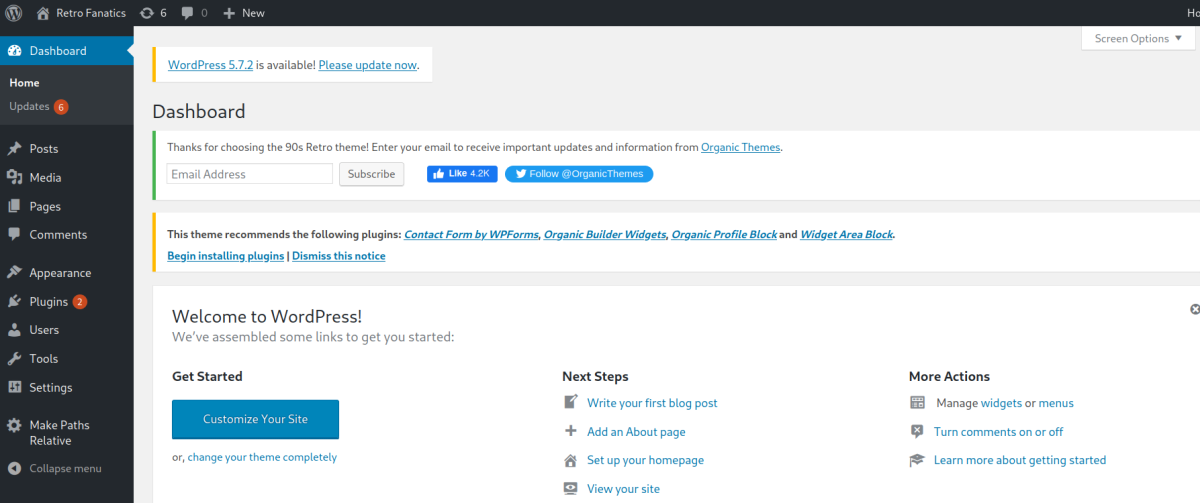 Retro Fanatics 6 0 New Ho
Screen Options
Dashboard
Home
Updates 6
Posts
Media
Pages
Comments
Appearance
Plugins 2
Users
Tools
Settings
Make Paths
Relative
Collapse menu
WordPress 5.7.2 is available! Please update now.
Dashboard
Thanks for choosing the 90s Retro theme! Enter your email to receive important updates and information from Organic Themes.
Email Address Subscribe Like 4.2K Follow @OrganicThemes
This theme recommends the following plugins: Contact Form by WPForms, Organic Builder Widgets, Organic Profile Block and Widget Area Block.
Begin installing plugins | Dismiss this notice
Welcome to WordPress!
We've assembled some links to get you started:
Get Started
Customize Your Site
or, change your theme completely
Next Steps
Write your first blog post
Add an About page
Set up your homepage
View your site
More Actions
Manage widgets or menus
Turn comments on or off
Learn more about getting started